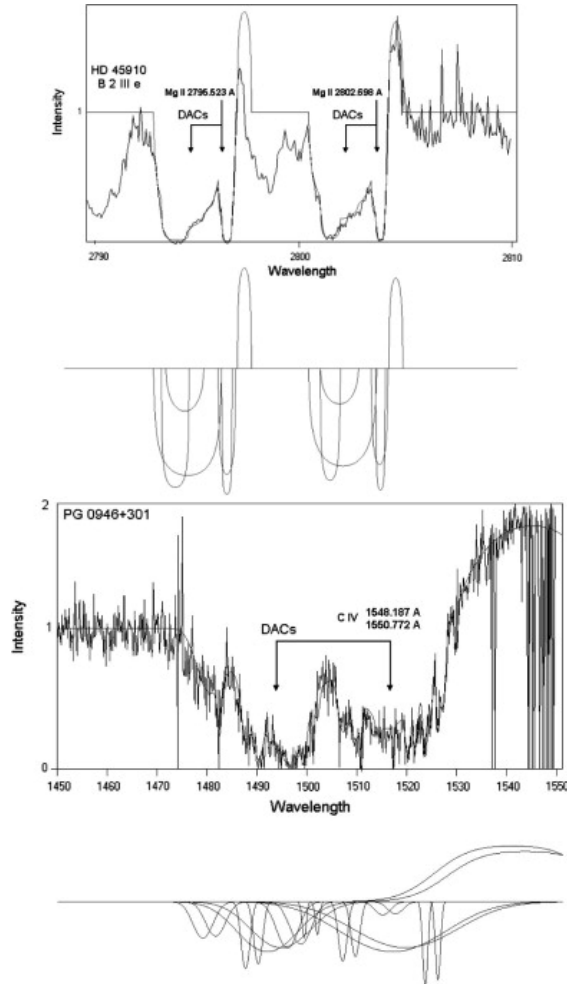 HD 45910
B 2 III e
Mg II 2795.523 A
Mg II 2802.698 A
DACs
DACs
Intensity
1
2790
2800
2810
Wavelength
PG 0946+301
2
1
0
Intensity
DACs
C IV
1548.187 A
1550.772 A
1450
1460
1470
1480
1490
1500
1510
1520
1530
1540
1550
Wavelength